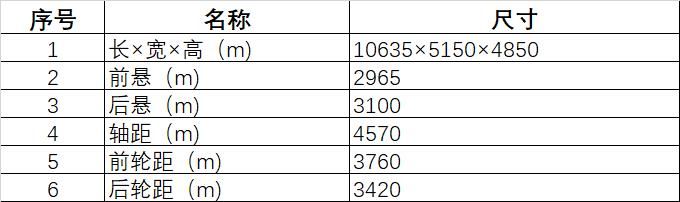 序号 名称 尺寸
1 长×宽×高（m) 10635×5150×4850
2 前悬（m) 2965
3 后悬（m) 3100
4 轴距（m) 4570
5 前轮距（m) 3760
6 后轮距（m) 3420